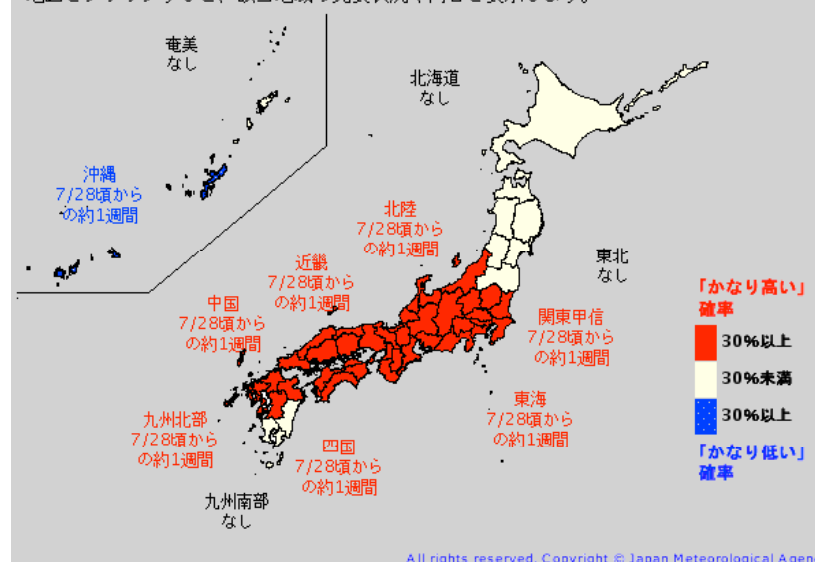 奄美
なし
北海道
なし
沖縄
7/28頃から
の約1週間
北陸
7/28頃から
の約1週間
近畿
7/28頃から
の約1週間
東北
なし
中国
7/28頃から
の約1週間
関東甲信
7/28頃から
の約1週間
東海
7/28頃から
の約1週間
九州北部
7/28頃から
の約1週間
四国
7/28頃から
の約1週間
九州南部
なし
「かなり高い」
確率
30%以上
30%未満
30%以上
「かなり低い」
確率
All rights reserved. Copyright © Japan Meteorological Agen